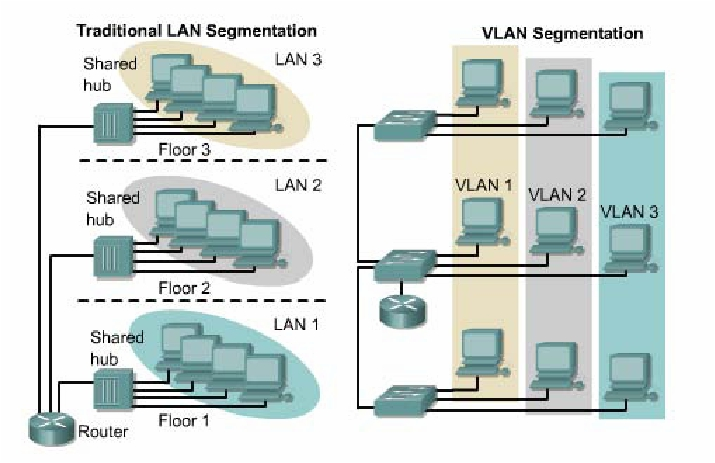 Traditional LAN Segmentation
Shared
hub
LAN 3
Floor 3
Shared
hub
LAN 2
Floor 2
Shared
hub
LAN 1
Floor 1
Router
VLAN Segmentation
VLAN 1
VLAN 2
VLAN 3